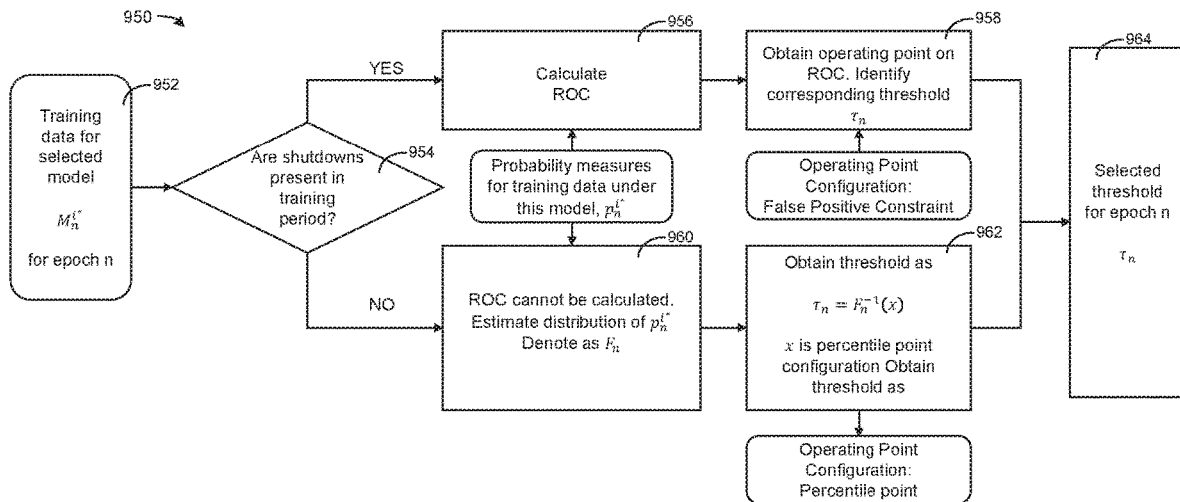 950
952
Training
data for
selected
model
M_n^{i*}
for epoch n
954
Are shutdowns
present in
training
period?
YES
NO
956
Calculate
ROC
Probability measures
for training data under
this model, p_n^{i*}
960
ROC cannot be calculated.
Estimate distribution of p_n^{i*}
Denote as F_n
958
Obtain operating point on
ROC. Identify
corresponding threshold
τ_n
Operating Point
Configuration:
False Positive Constraint
962
Obtain threshold as
τ_n = F_n^{-1}(x)
x is percentile point
configuration Obtain
threshold as
Operating Point
Configuration:
Percentile point
964
Selected
threshold
for epoch n
τ_n